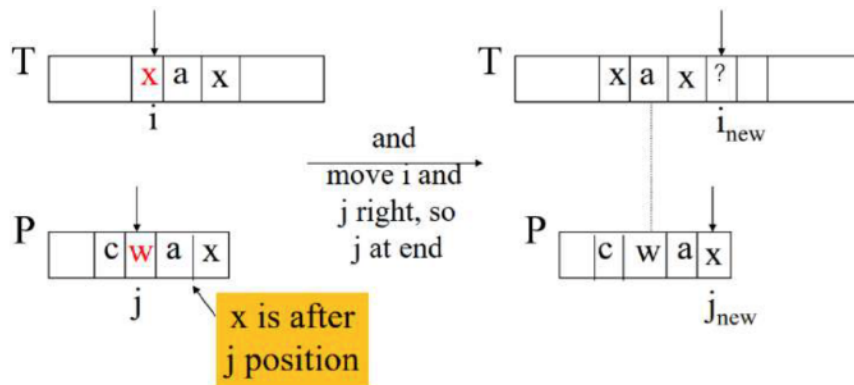 T
x a x
i
and
move i and
j right, so
j at end
P
c w a x
j
x is after
j position
T
x a x ?
i new
P
c w a x
j new